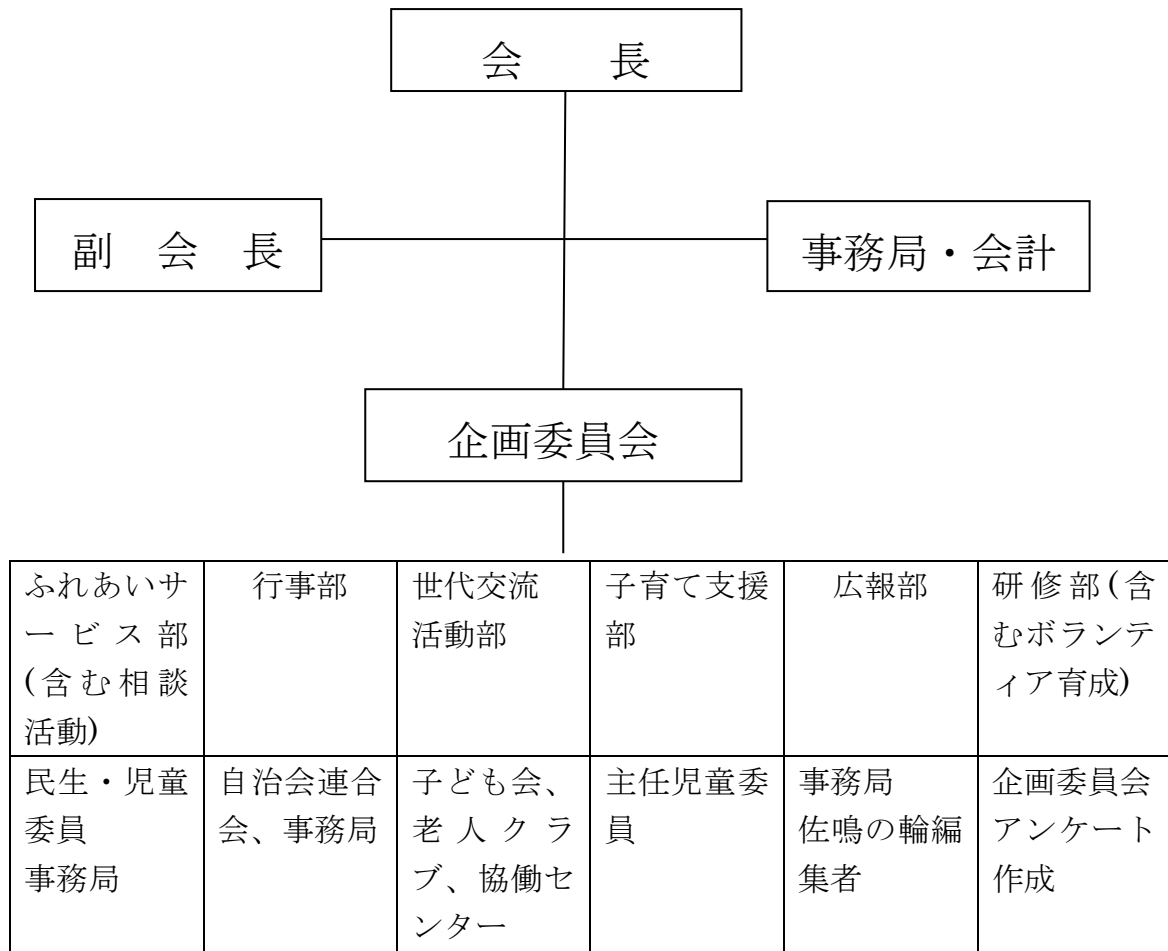 会　　長
副　会　長
事務局・会計
企画委員会
ふれあいサ
ービス部
(含む相談
活動)
行事部
世代交流
活動部
子育て支援
部
広報部
研修部(含
むボランテ
ィア育成)
民生・児童
委員
事務局
自治会連合
会、事務局
子ども会、
老人クラ
ブ、協働セ
ンター
主任児童委
員
事務局
佐鳴の輪編
集者
企画委員会
アンケート
作成